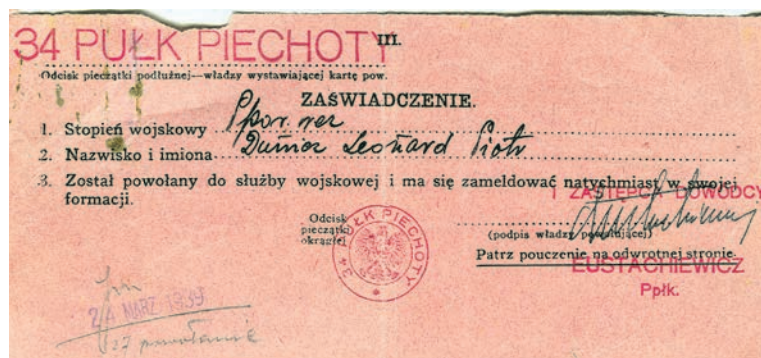 34 PUŁK PIECHOTY
III.
Odcisk pieczątki podłużnej—władzy wystawiającej kartę pow.
ZAŚWIADCZENIE.
1. Stopień wojskowy Ppor. rez
2. Nazwisko i imiona Leonard Piotr
3. Został powołany do służby wojskowej i ma się zameldować natychmiast w swojej
formacji.
I ZASTĘPCA DOWÓDCY
Odcisk
pieczątki
okrągłej
34 PUŁK PIECHOTY
(podpis władzy powołującej)
Patrz pouczenie na odwrotnej stronie.
EUSTACHIEWICZ
Ppłk.
24 MARZ 1939
powołanie